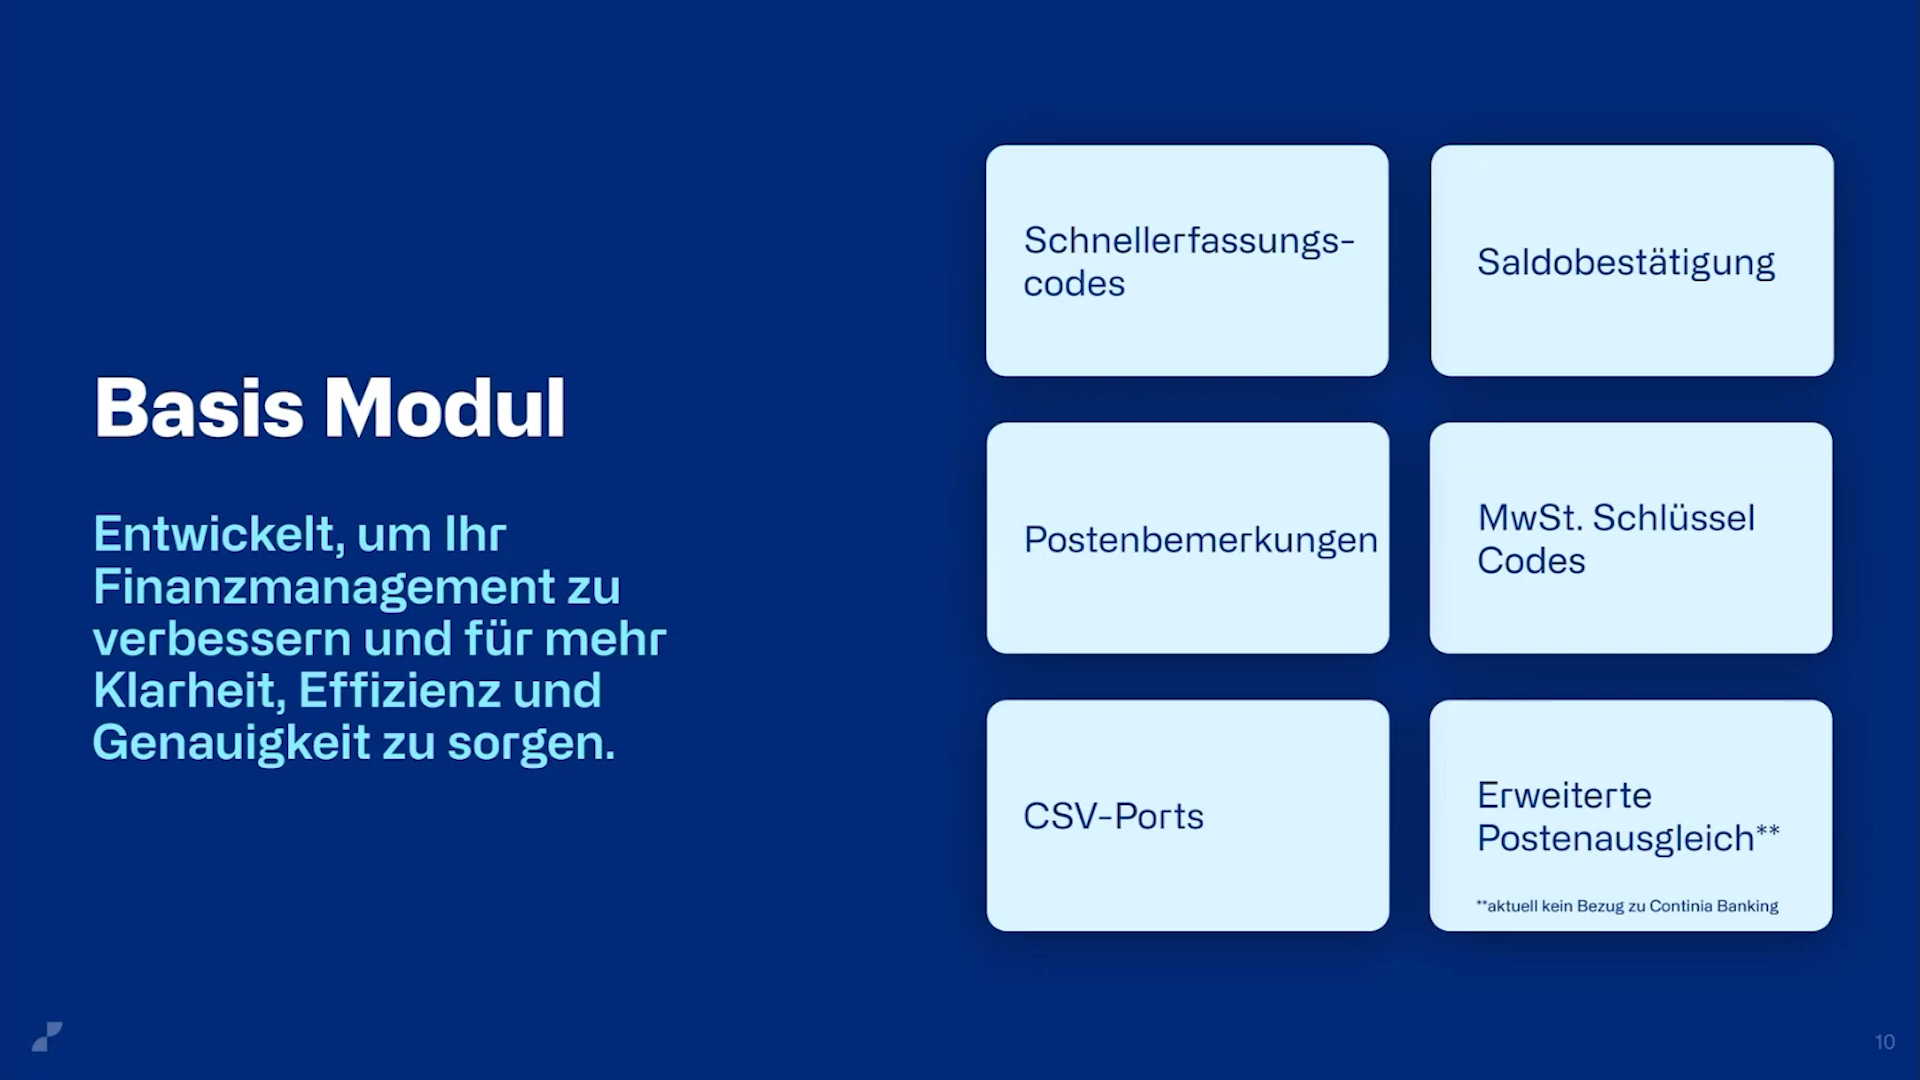 Basis Modul
Entwickelt, um Ihr
Finanzmanagement zu
verbessern und für mehr
Klarheit, Effizienz und
Genauigkeit zu sorgen.
Schnellerfassungs-
codes
Saldobestätigung
Postenbemerkungen
MwSt. Schlüssel
Codes
CSV-Ports
Erweiterte
Postenausgleich**
**aktuell kein Bezug zu Continia Banking
10